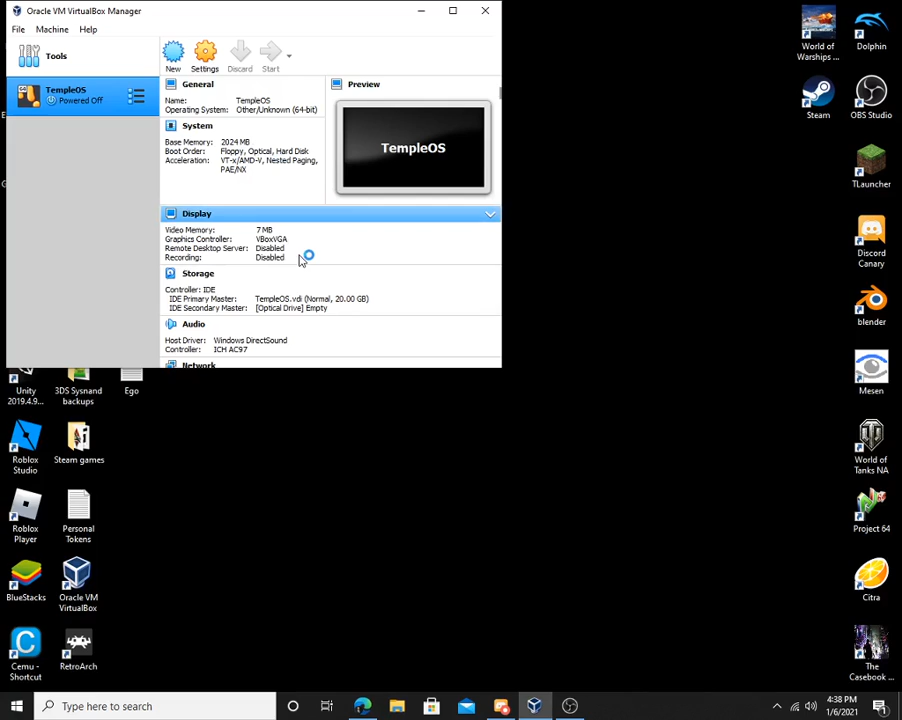 Oracle VM VirtualBox Manager
File Machine Help
Tools
New Settings Discard Start
TempleOS
Powered Off
General
Name: TempleOS
Operating System: Other/Unknown (64-bit)
System
Base Memory: 2024 MB
Boot Order: Floppy, Optical, Hard Disk
Acceleration: VT-x/AMD-V, Nested Paging,
PAE/NX
Preview
TempleOS
Display
Video Memory: 7 MB
Graphics Controller: VBoxVGA
Remote Desktop Server: Disabled
Recording: Disabled
Storage
Controller: IDE
IDE Primary Master: TempleOS.vdi (Normal, 20.00 GB)
IDE Secondary Master: [Optical Drive] Empty
Audio
Host Driver: Windows DirectSound
Controller: ICH AC97
Network
World of
Warships ...
Dolphin
Steam
OBS Studio
TLauncher
Discord
Canary
blender
Mesen
World of
Tanks NA
Project 64
Citra
The
Casebook ...
Unity
2019.4.9...
3DS Sysnand
backups
Ego
Roblox
Studio
Steam games
Roblox
Player
Personal
Tokens
BlueStacks
Oracle VM
VirtualBox
Cemu -
Shortcut
RetroArch
Type here to search
4:38 PM
1/6/2021